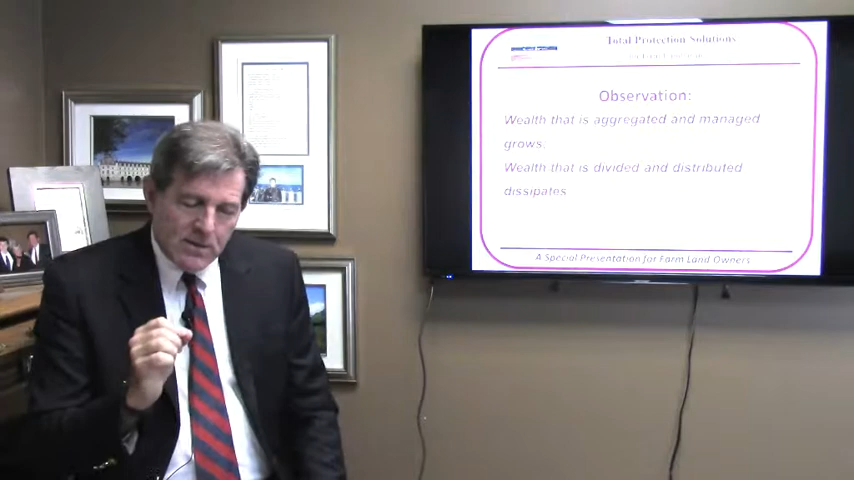 Total Protection Solutions
Observation:
Wealth that is aggregated and managed
grows;
Wealth that is divided and distributed
dissipates
A Special Presentation for Farm Land Owners